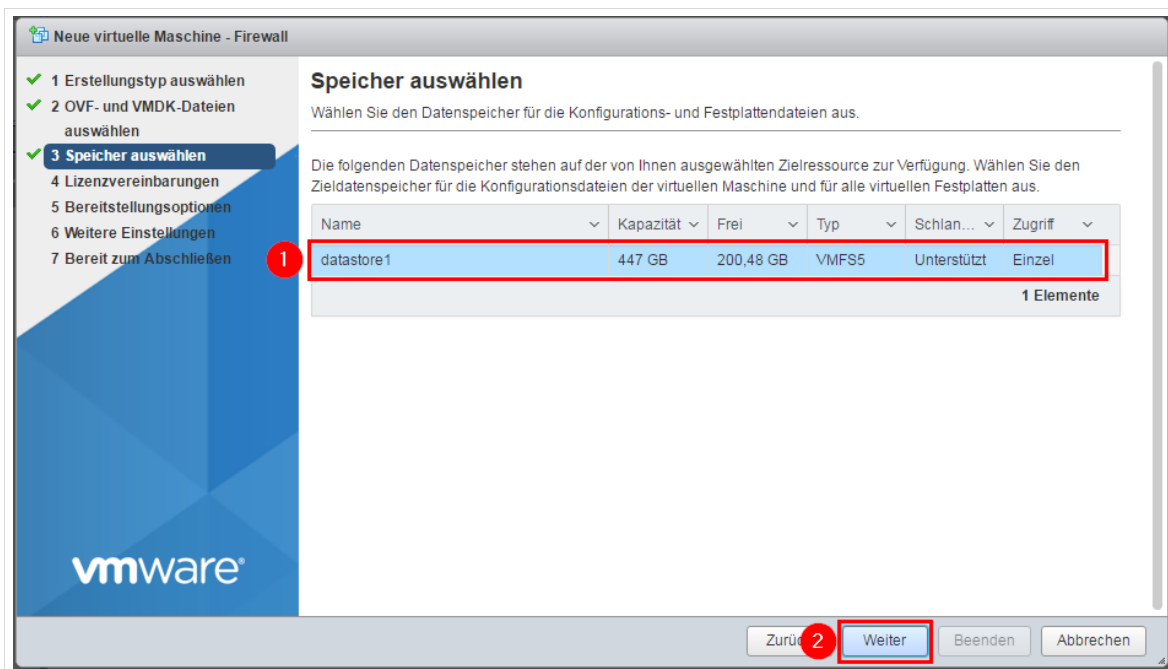 Neue virtuelle Maschine - Firewall
1 Erstellungstyp auswählen
2 OVF- und VMDK-Dateien
auswählen
3 Speicher auswählen
4 Lizenzvereinbarungen
5 Bereitstellungsoptionen
6 Weitere Einstellungen
7 Bereit zum Abschließen
vmware®
Speicher auswählen
Wählen Sie den Datenspeicher für die Konfigurations- und Festplattendateien aus.
Die folgenden Datenspeicher stehen auf der von Ihnen ausgewählten Zielressource zur Verfügung. Wählen Sie den
Zieldatenspeicher für die Konfigurationsdateien der virtuellen Maschine und für alle virtuellen Festplatten aus.
Name Kapazität Frei Typ Schlan... Zugriff
1 datastore1 447 GB 200,48 GB VMFS5 Unterstützt Einzel
1 Elemente
Zurüc 2 Weiter Beenden Abbrechen